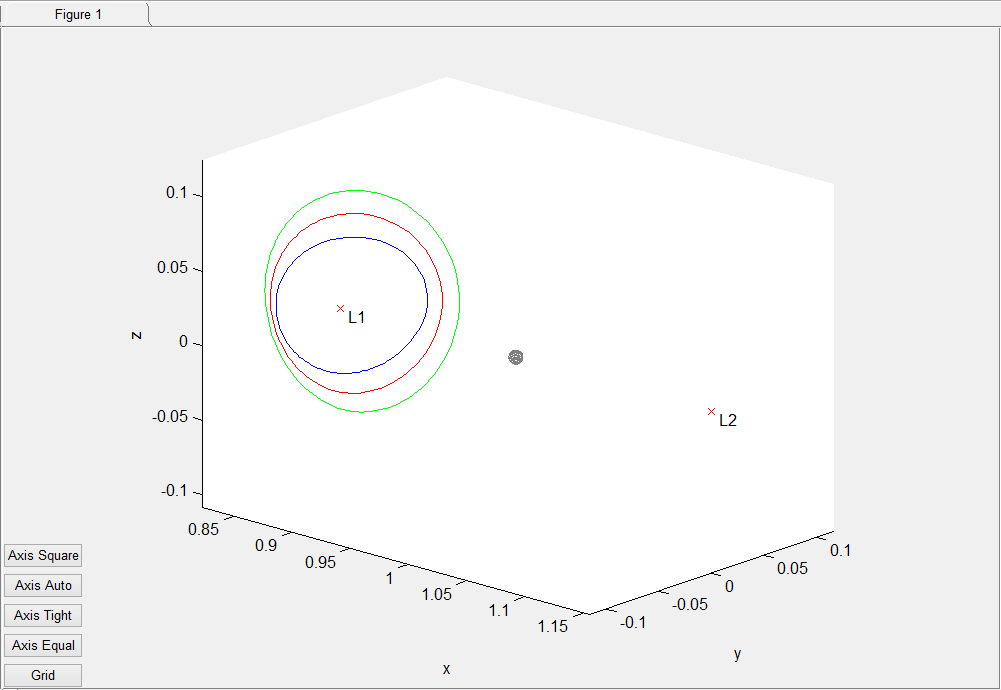 Figure 1
0.1
0.05
0
-0.05
-0.1
z
L1
L2
0.85
0.9
0.95
1
1.05
1.1
1.15
x
-0.1
-0.05
0
0.05
0.1
y
Axis Square
Axis Auto
Axis Tight
Axis Equal
Grid